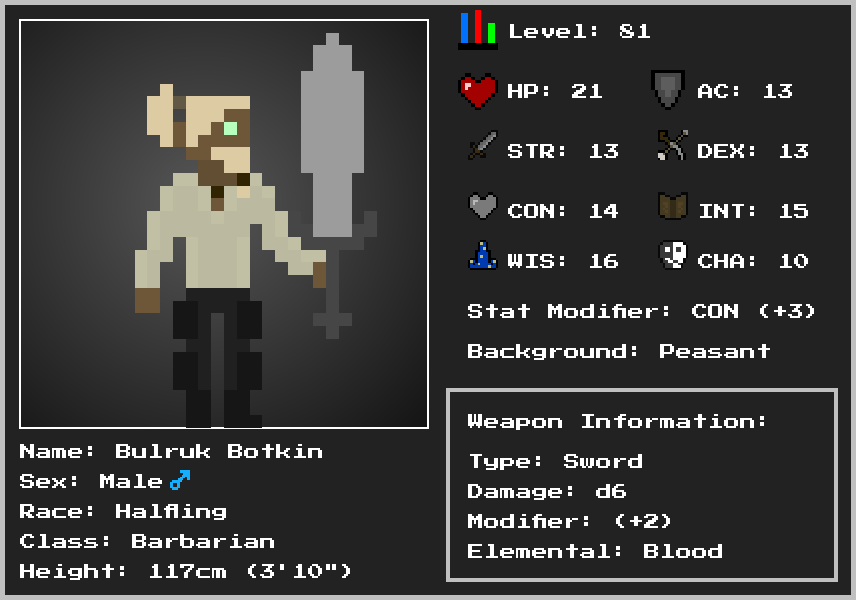 Level: 81
HP: 21 AC: 13
STR: 13 DEX: 13
CON: 14 INT: 15
WIS: 16 CHA: 10
Stat Modifier: CON (+3)
Background: Peasant
Weapon Information:
Type: Sword
Damage: d6
Modifier: (+2)
Elemental: Blood
Name: Bulruk Botkin
Sex: Male ♂
Race: Halfling
Class: Barbarian
Height: 117cm (3'10")